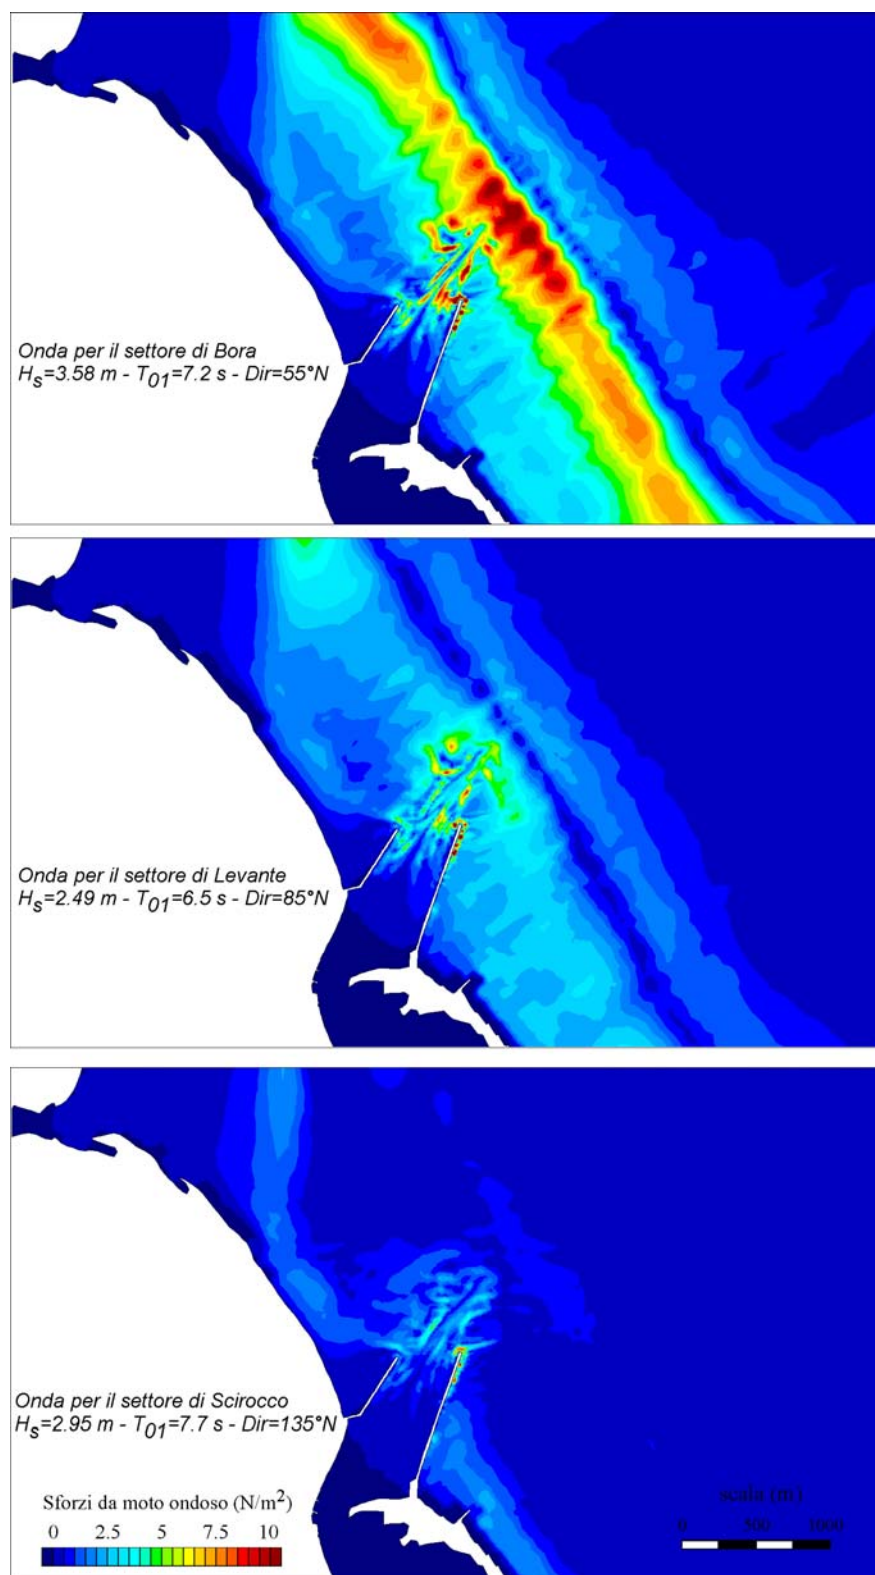 Onda per il settore di Bora
Hs=3.58 m - T01=7.2 s - Dir=55°N
Onda per il settore di Levante
Hs=2.49 m - T01=6.5 s - Dir=85°N
Onda per il settore di Scirocco
Hs=2.95 m - T01=7.7 s - Dir=135°N
Sforzi da moto ondoso (N/m²)
0 2.5 5 7.5 10
scala (m)
0 500 1000